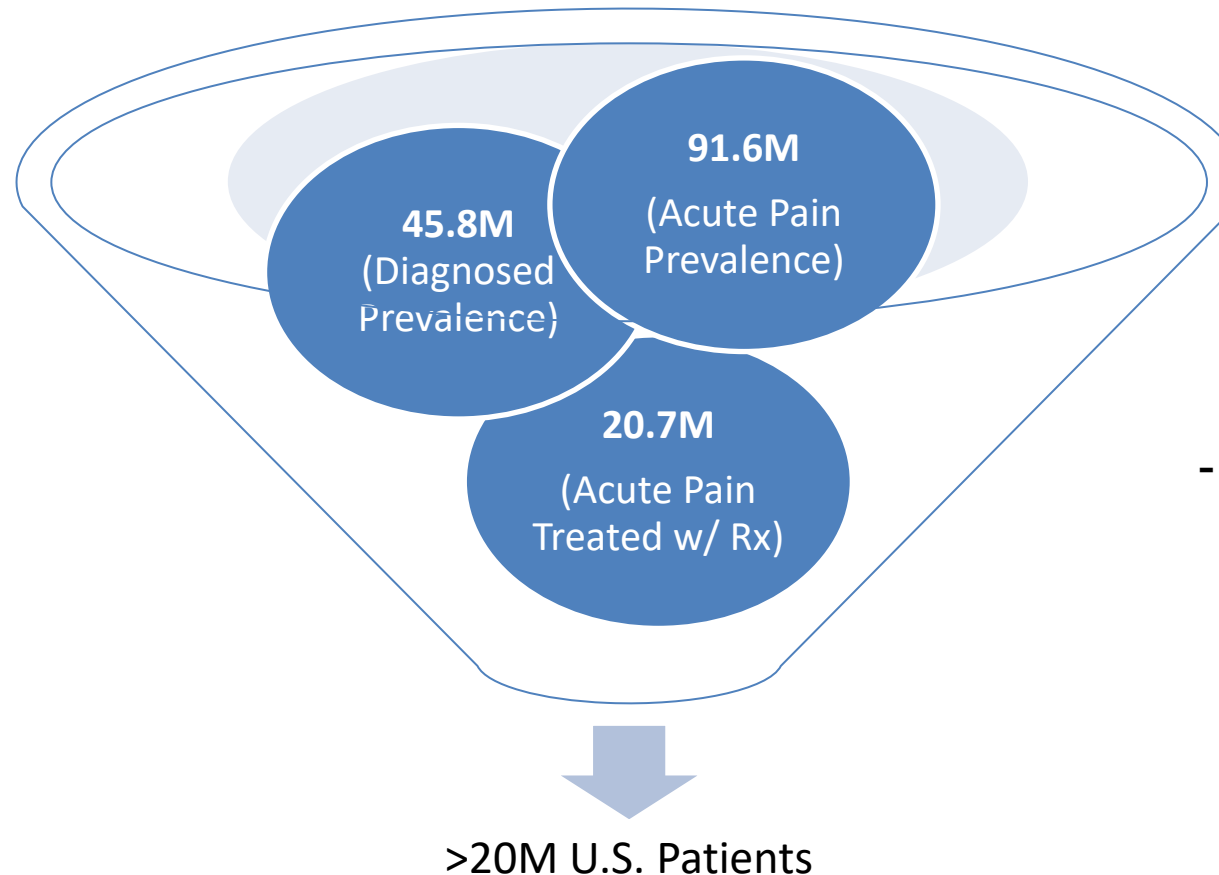 91.6M
(Acute Pain
Prevalence)
45.8M
(Diagnosed
Prevalence)
20.7M
(Acute Pain
Treated w/ Rx)
-
>20M U.S. Patients